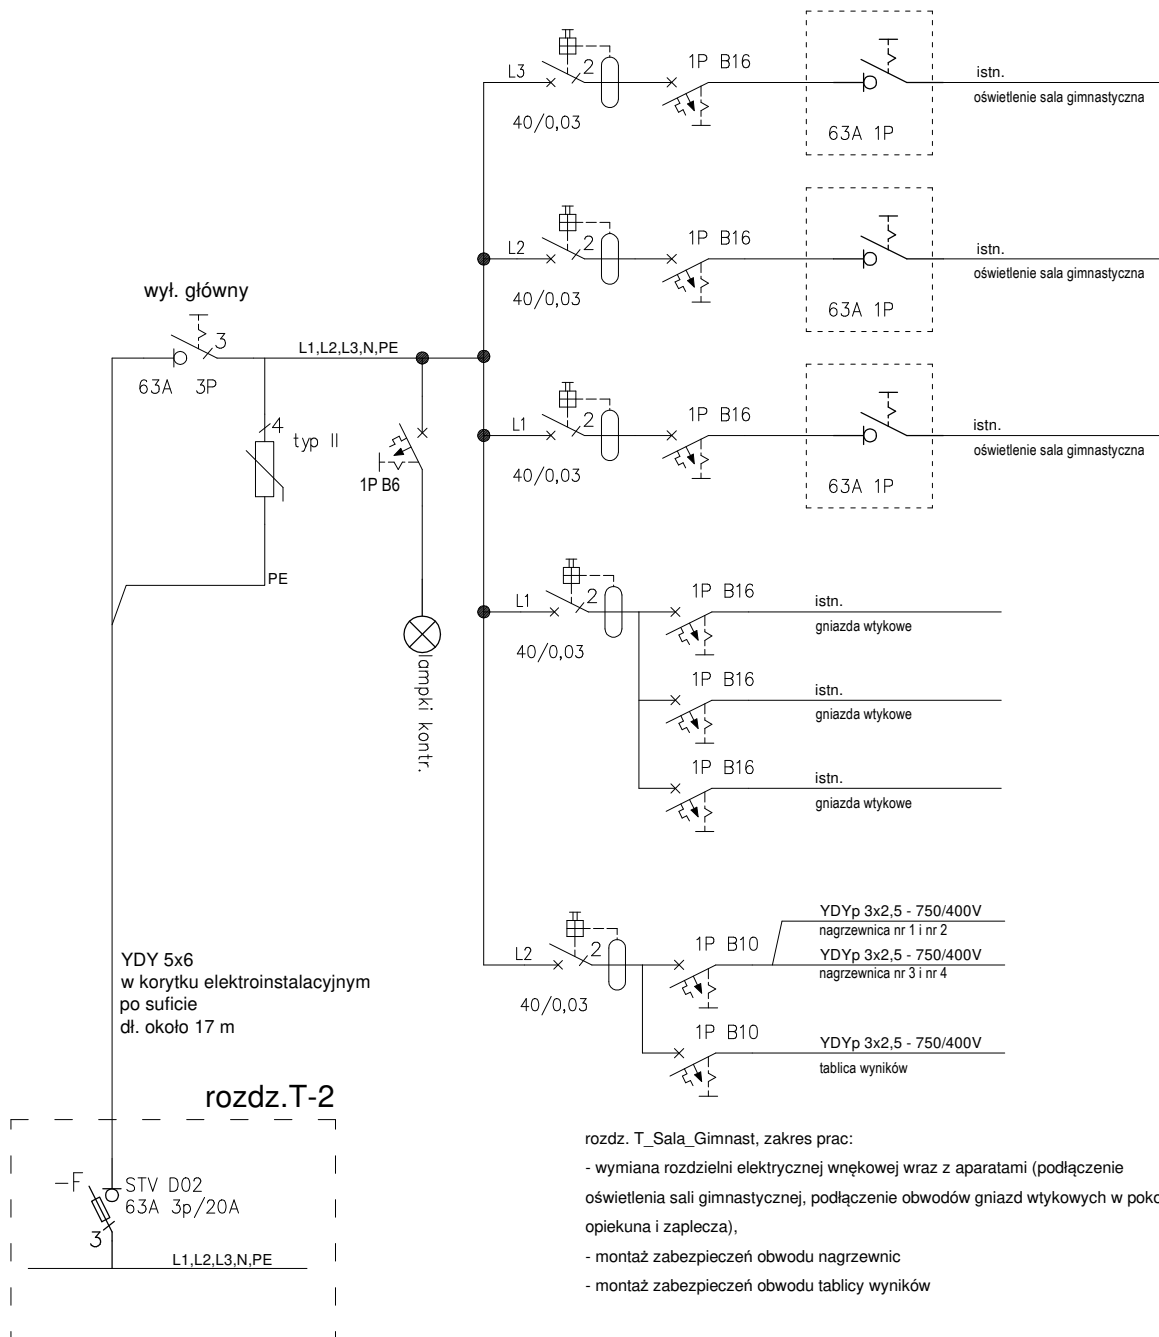 L3
2
40/0,03
1P B16
63A 1P
istn.
oświetlenie sala gimnastyczna
L2
2
40/0,03
1P B16
63A 1P
istn.
oświetlenie sala gimnastyczna
wył. główny
3
63A 3P
L1,L2,L3,N,PE
4
typ II
1P B6
PE
lampki kontr.
L1
2
40/0,03
1P B16
63A 1P
istn.
oświetlenie sala gimnastyczna
L1
2
40/0,03
1P B16
istn.
gniazda wtykowe
1P B16
istn.
gniazda wtykowe
1P B16
istn.
gniazda wtykowe
L2
2
40/0,03
1P B10
YDYp 3x2,5 - 750/400V
nagrzewnica nr 1 i nr 2
YDYp 3x2,5 - 750/400V
nagrzewnica nr 3 i nr 4
1P B10
YDYp 3x2,5 - 750/400V
tablica wyników
YDY 5x6
w korytku elektroinstalacyjnym
po suficie
dł. około 17 m
rozdz.T-2
-F
STV D02
63A 3p/20A
3
L1,L2,L3,N,PE
rozdz. T_Sala_Gimnast, zakres prac:
- wymiana rozdzielni elektrycznej wnękowej wraz z aparatami (podłączenie
oświetlenia sali gimnastycznej, podłączenie obwodów gniazd wtykowych w poko
opiekuna i zaplecza),
- montaż zabezpieczeń obwodu nagrzewnic
- montaż zabezpieczeń obwodu tablicy wyników